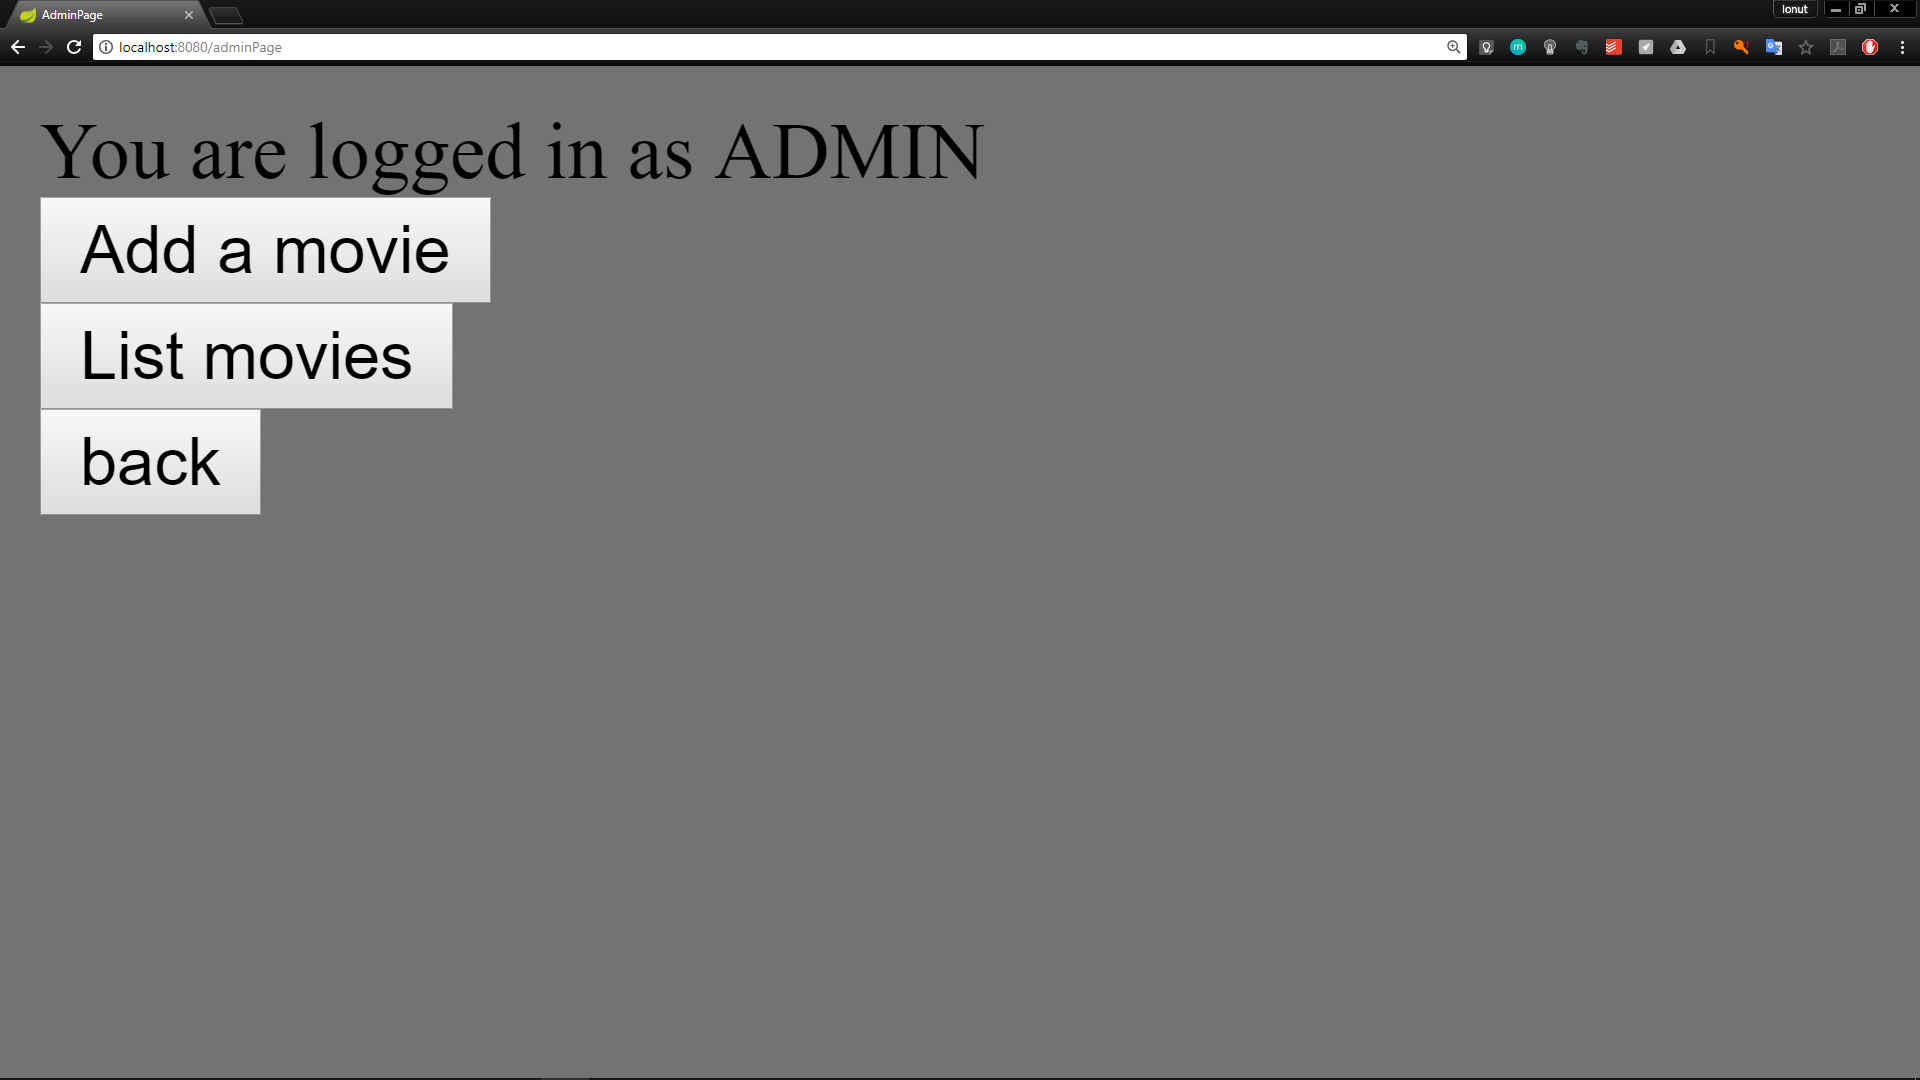 AdminPage
Ionut
localhost:8080/adminPage
You are logged in as ADMIN
Add a movie
List movies
back